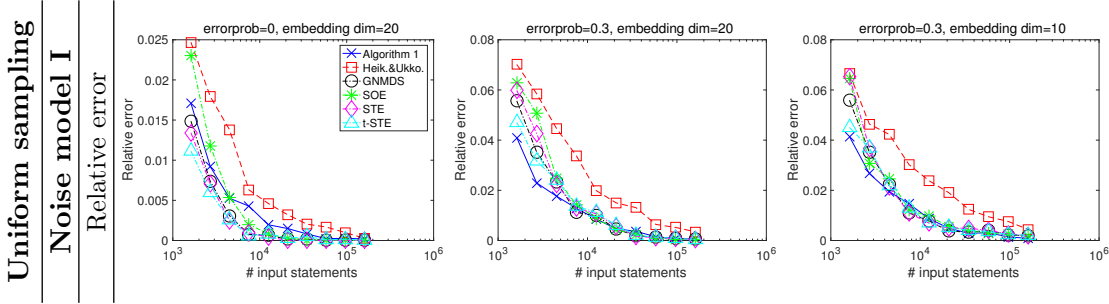 Uniform sampling
Noise model I
Relative error
errorprob=0, embedding dim=20
0.025
0.02
0.015
0.01
0.005
0
Relative error
10^3
10^4
10^5
10^6
# input statements
Algorithm 1
Heik.&Ukko.
GNMDS
SOE
STE
t-STE
errorprob=0.3, embedding dim=20
0.08
0.06
0.04
0.02
0
Relative error
10^3
10^4
10^5
10^6
# input statements
errorprob=0.3, embedding dim=10
0.08
0.06
0.04
0.02
0
Relative error
10^3
10^4
10^5
10^6
# input statements